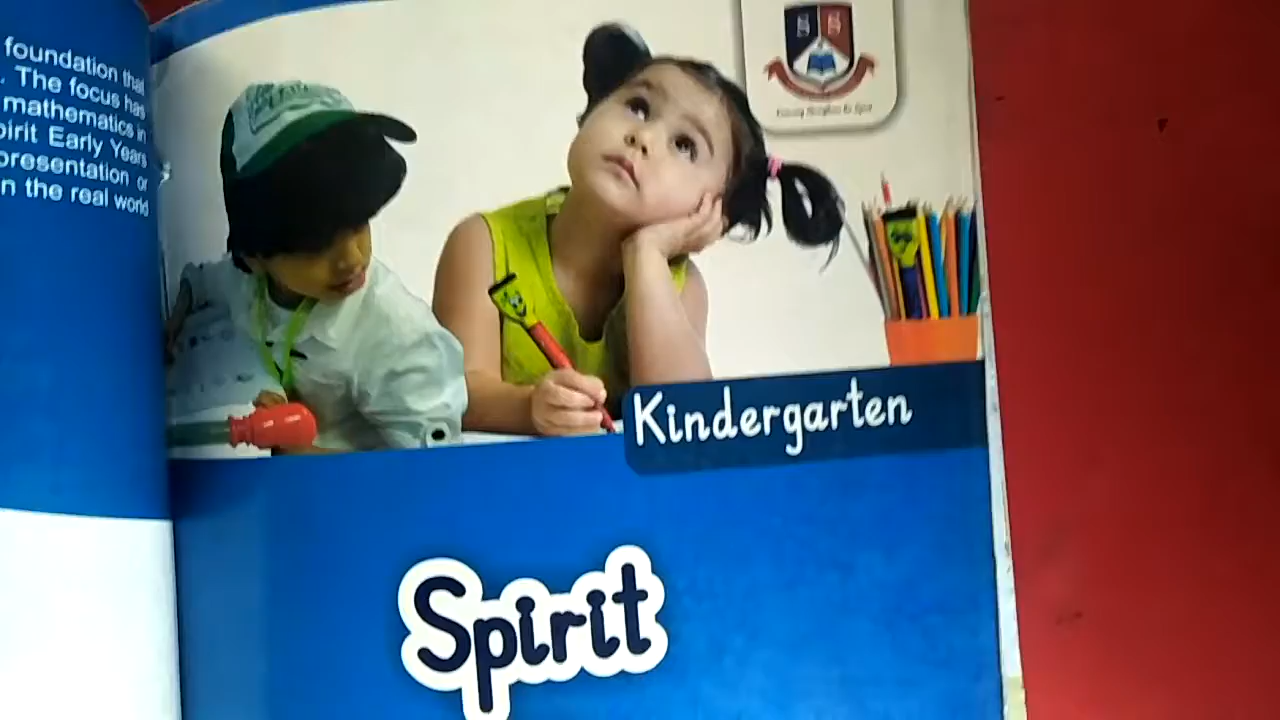 foundation that
. The focus has
mathematics in
pirit Early Years
presentation or
n the real world
Kindergarten
Spirit